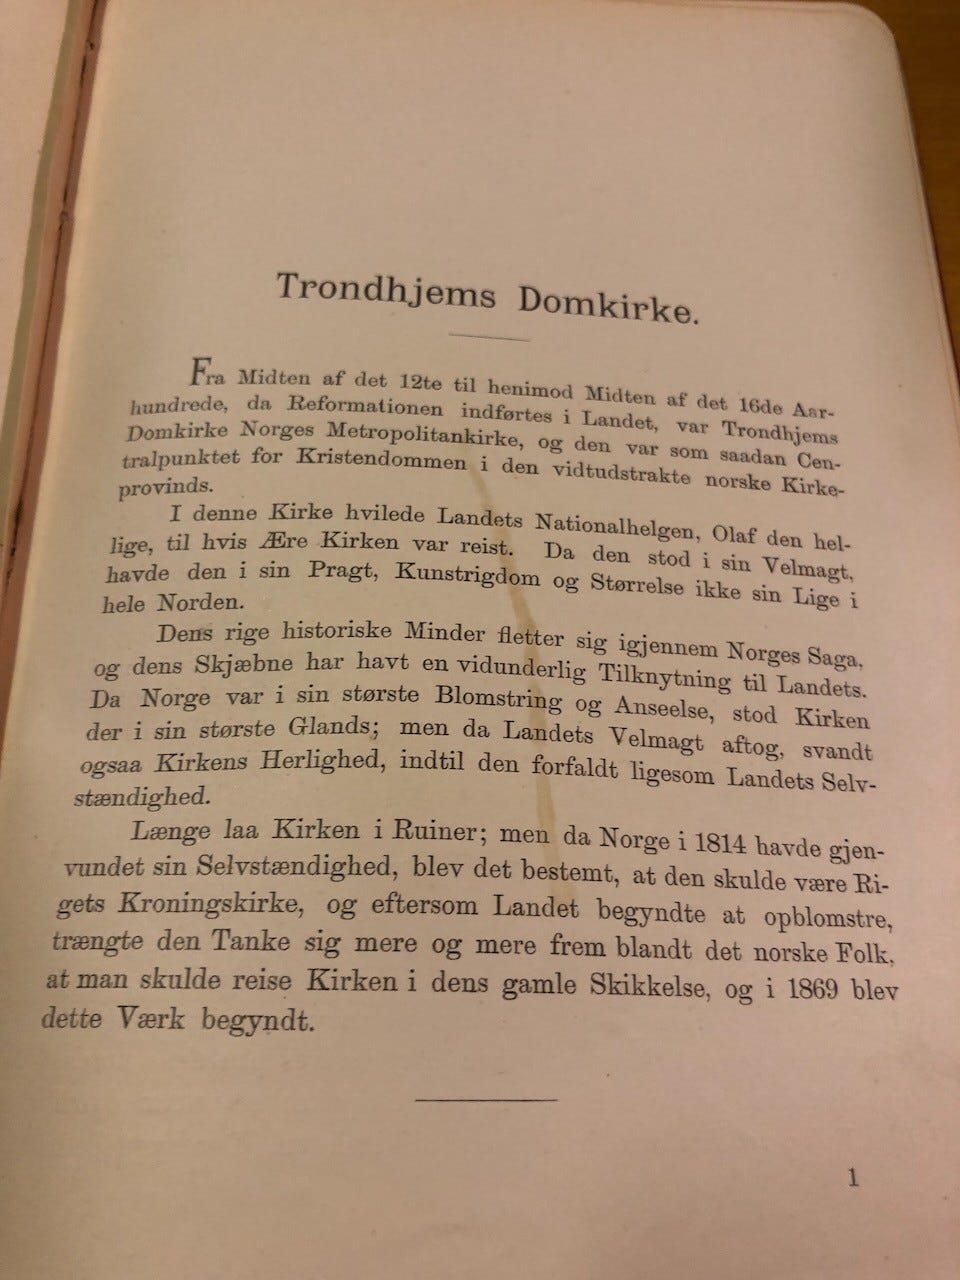 Trondhjems Domkirke.
Fra Midten af det 12te til henimod Midten af det 16de Aar-
hundrede, da Reformationen indførtes i Landet, var Trondhjems
Domkirke Norges Metropolitankirke, og den var som saadan Cen-
tralpunktet for Kristendommen i den vidtudstrakte norske Kirke-
provinds.
I denne Kirke hvilede Landets Nationalhelgen, Olaf den hel-
lige, til hvis Ære Kirken var reist. Da den stod i sin Velmagt,
havde den i sin Pragt, Kunstrigdom og Størrelse ikke sin Lige i
hele Norden.
Dens rige historiske Minder fletter sig igjennem Norges Saga,
og dens Skjæbne har havt en vidunderlig Tilknytning til Landets.
Da Norge var i sin største Blomstring og Anseelse, stod Kirken
der i sin største Glands; men da Landets Velmagt aftog, svandt
ogsaa Kirkens Herlighed, indtil den forfaldt ligesom Landets Selv-
stændighed.
Længe laa Kirken i Ruiner; men da Norge i 1814 havde gjen-
vundet sin Selvstændighed, blev det bestemt, at den skulde være Ri-
gets Kroningskirke, og eftersom Landet begyndte at opblomstre,
trængte den Tanke sig mere og mere frem blandt det norske Folk,
at man skulde reise Kirken i dens gamle Skikkelse, og i 1869 blev
dette Værk begyndt.
1